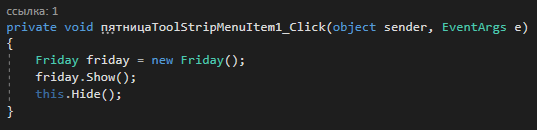 ссылка: 1
private void пятницаToolStripMenuItem1_Click(object sender, EventArgs e)
{
Friday friday = new Friday();
friday.Show();
this.Hide();
}